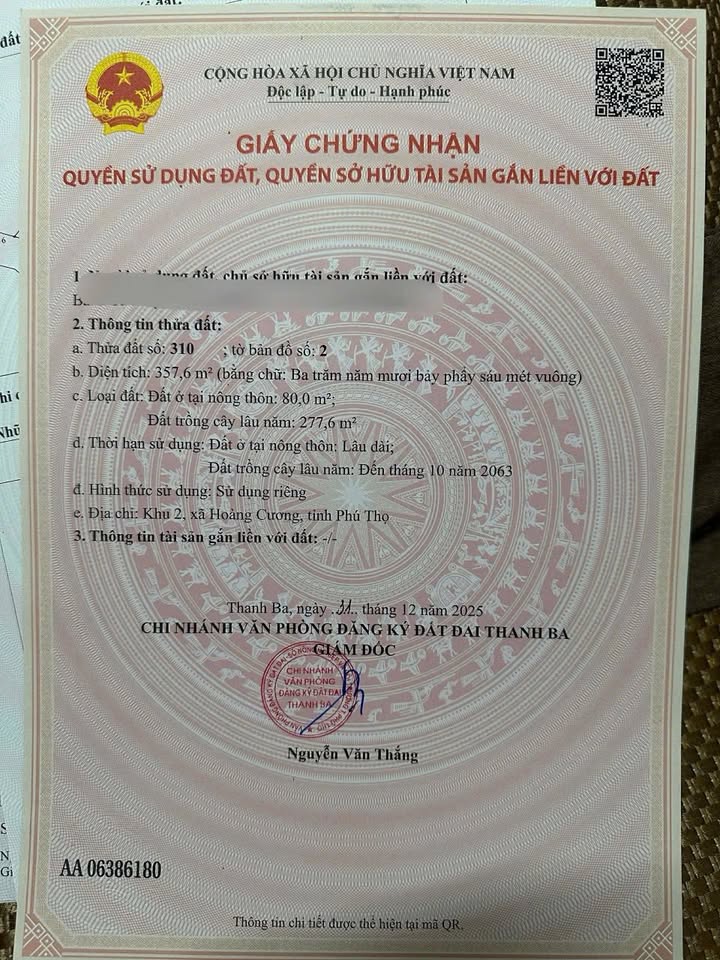 CỘNG HÒA XÃ HỘI CHỦ NGHĨA VIỆT NAM
Độc lập - Tự do - Hạnh phúc
GIẤY CHỨNG NHẬN
QUYỀN SỬ DỤNG ĐẤT, QUYỀN SỞ HỮU TÀI SẢN GẮN LIỀN VỚI ĐẤT
1. dụng đất, chủ sở hữu tài sản gắn liền với đất:
2. Thông tin thửa đất:
a. Thửa đất số: 310 ; tờ bản đồ số: 2
b. Diện tích: 357,6 m² (bằng chữ: Ba trăm năm mươi bảy phẩy sáu mét vuông)
c. Loại đất: Đất ở tại nông thôn: 80,0 m²;
Đất trồng cây lâu năm: 277,6 m²
d. Thời hạn sử dụng: Đất ở tại nông thôn: Lâu dài;
Đất trồng cây lâu năm: Đến tháng 10 năm 2063
đ. Hình thức sử dụng: Sử dụng riêng
e. Địa chỉ: Khu 2, xã Hoàng Cương, tỉnh Phú Thọ
3. Thông tin tài sản gắn liền với đất: -/-
Thanh Ba, ngày .31.. tháng 12 năm 2025
CHI NHÁNH VĂN PHÒNG ĐĂNG KÝ ĐẤT ĐAI THANH BA
GIÁM ĐỐC
CHI NHÁNH
VĂN PHÒNG
ĐĂNG KÝ ĐẤT ĐAI
THANH BA
Nguyễn Văn Thắng
AA 06386180
Thông tin chi tiết được thể hiện tại mã QR.